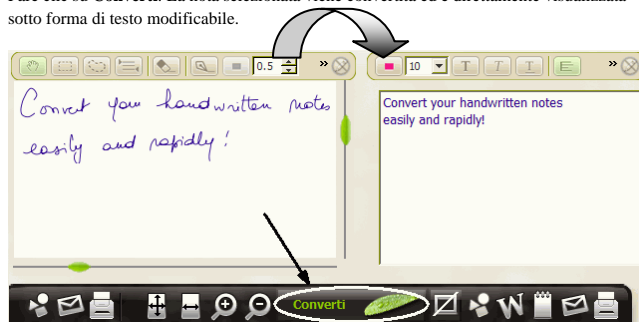 sotto forma di testo modificabile.
0.5
»
10
T T T
»
Convert your handwritten notes
easily and rapidly!
Convert your handwritten notes
easily and rapidly!
Converti
W